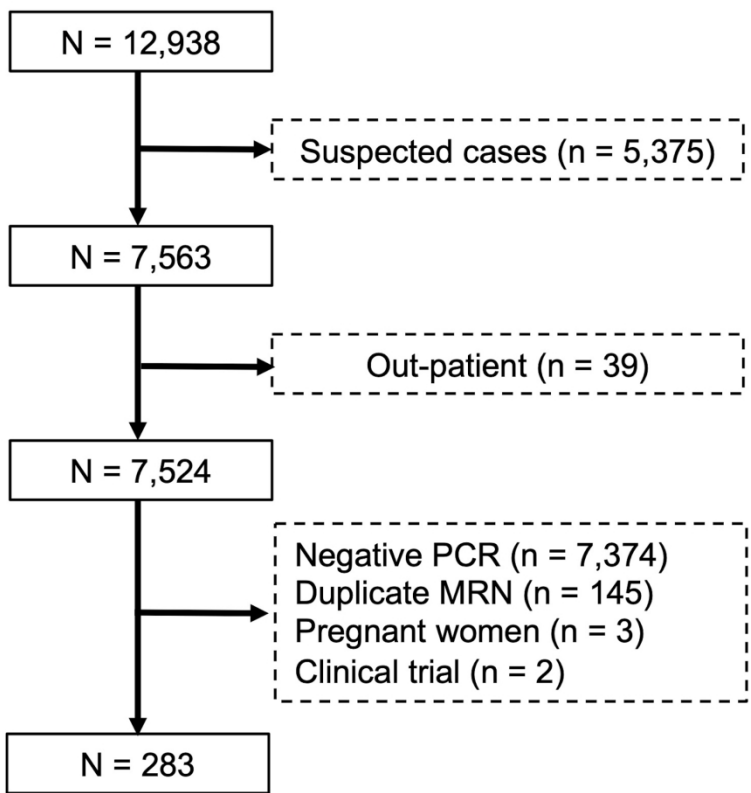 N = 12,938
Suspected cases (n = 5,375)
N = 7,563
Out-patient (n = 39)
N = 7,524
Negative PCR (n = 7,374)
Duplicate MRN (n = 145)
Pregnant women (n = 3)
Clinical trial (n = 2)
N = 283